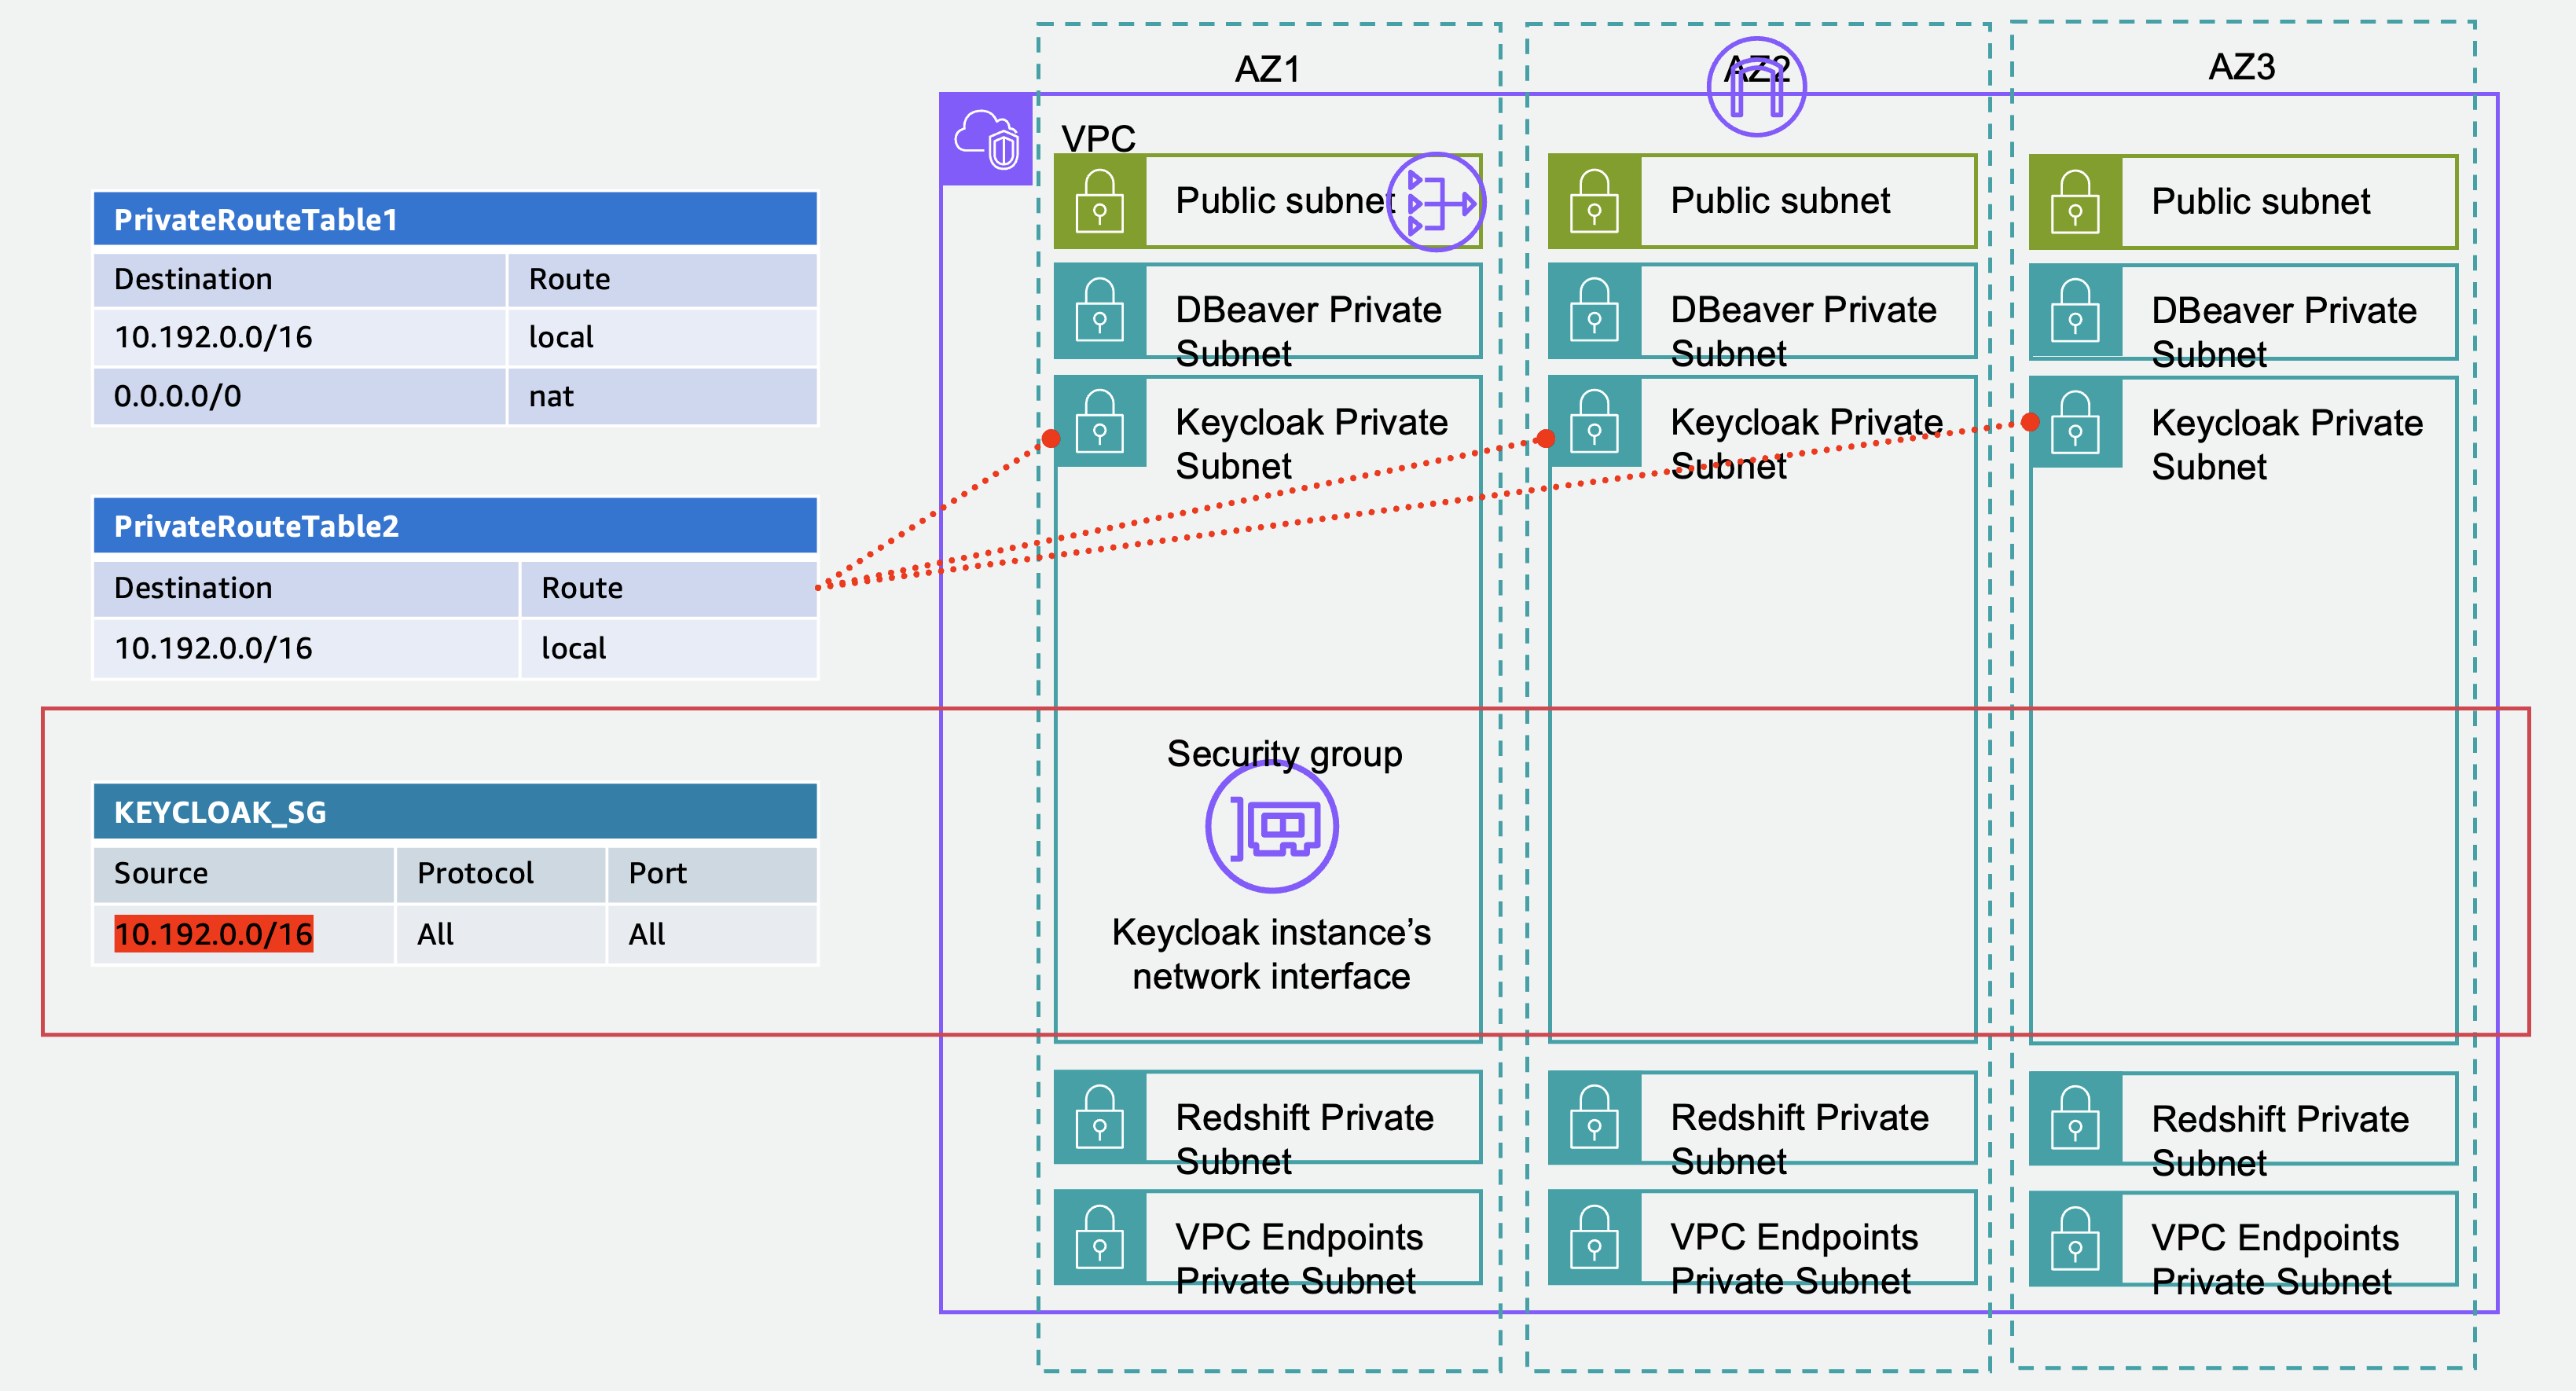 AZ1
AZ2
AZ3
VPC
Public subnet
Public subnet
Public subnet
DBeaver Private
Subnet
DBeaver Private
Subnet
DBeaver Private
Subnet
Keycloak Private
Subnet
Keycloak Private
Subnet
Keycloak Private
Subnet
PrivateRouteTable1
Destination Route
10.192.0.0/16 local
0.0.0.0/0 nat
PrivateRouteTable2
Destination Route
10.192.0.0/16 local
KEYCLOAK_SG
Source Protocol Port
10.192.0.0/16 All All
Security group
Keycloak instance’s
network interface
Redshift Private
Subnet
Redshift Private
Subnet
Redshift Private
Subnet
VPC Endpoints
Private Subnet
VPC Endpoints
Private Subnet
VPC Endpoints
Private Subnet